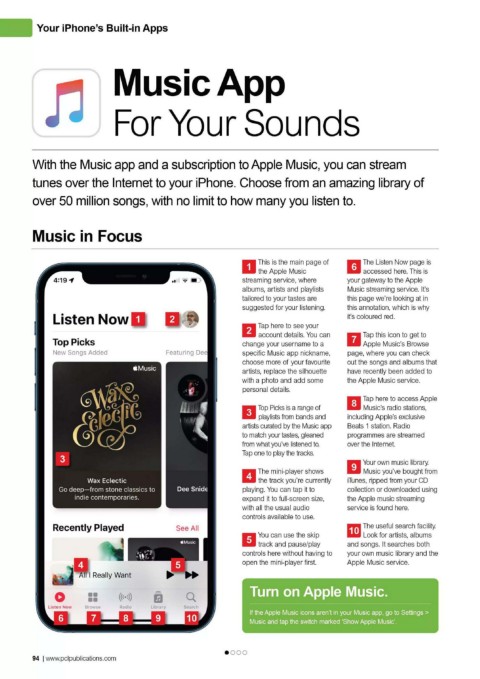 Your iPhone's Built-in Apps
Music App
For Your Sounds
With the Music app and a subscription to Apple Music, you can stream
tunes over the Internet to your iPhone. Choose from an amazing library of
over 50 million songs, with no limit to how many you listen to.
Music in Focus
4:19
Listen Now 1 2
Top Picks
New Songs Added
Featuring Dee
Music
Wax Eclectic
3
Wax Eclectic
Go deep—from stone classics to
indie contemporaries.
Dee Snide
Recently Played
See All
Music
4
5
All I Really Want
Listen Now Browse Radio Library Search
6 7 8 9 10
1 This is the main page of
the Apple Music
streaming service, where
albums, artists and playlists
tailored to your tastes are
suggested for your listening.
2 Tap here to see your
account details. You can
change your username to a
specific Music app nickname,
choose more of your favourite
artists, replace the silhouette
with a photo and add some
personal details.
3 Top Picks is a range of
playlists from bands and
artists curated by the Music app
to match your tastes, gleaned
from what you've listened to.
Tap one to play the tracks.
4 The mini-player shows
the track you're currently
playing. You can tap it to
expand it to full-screen size,
with all the usual audio
controls available to use.
5 You can use the skip
track and pause/play
controls here without having to
open the mini-player first.
6 The Listen Now page is
accessed here. This is
your gateway to the Apple
Music streaming service. It's
this page we're looking at in
this annotation, which is why
it's coloured red.
7 Tap this icon to get to
Apple Music's Browse
page, where you can check
out the songs and albums that
have recently been added to
the Apple Music service.
8 Tap here to access Apple
Music's radio stations,
including Apple's exclusive
Beats 1 station. Radio
programmes are streamed
over the Internet.
9 Your own music library.
Music you've bought from
iTunes, ripped from your CD
collection or downloaded using
the Apple music streaming
service is found here.
10 The useful search facility.
Look for artists, albums
and songs. It searches both
your own music library and the
Apple Music service.
Turn on Apple Music.
If the Apple Music icons aren't in your Music app, go to Settings >
Music and tap the switch marked 'Show Apple Music'.
94 | www.pclpublications.com